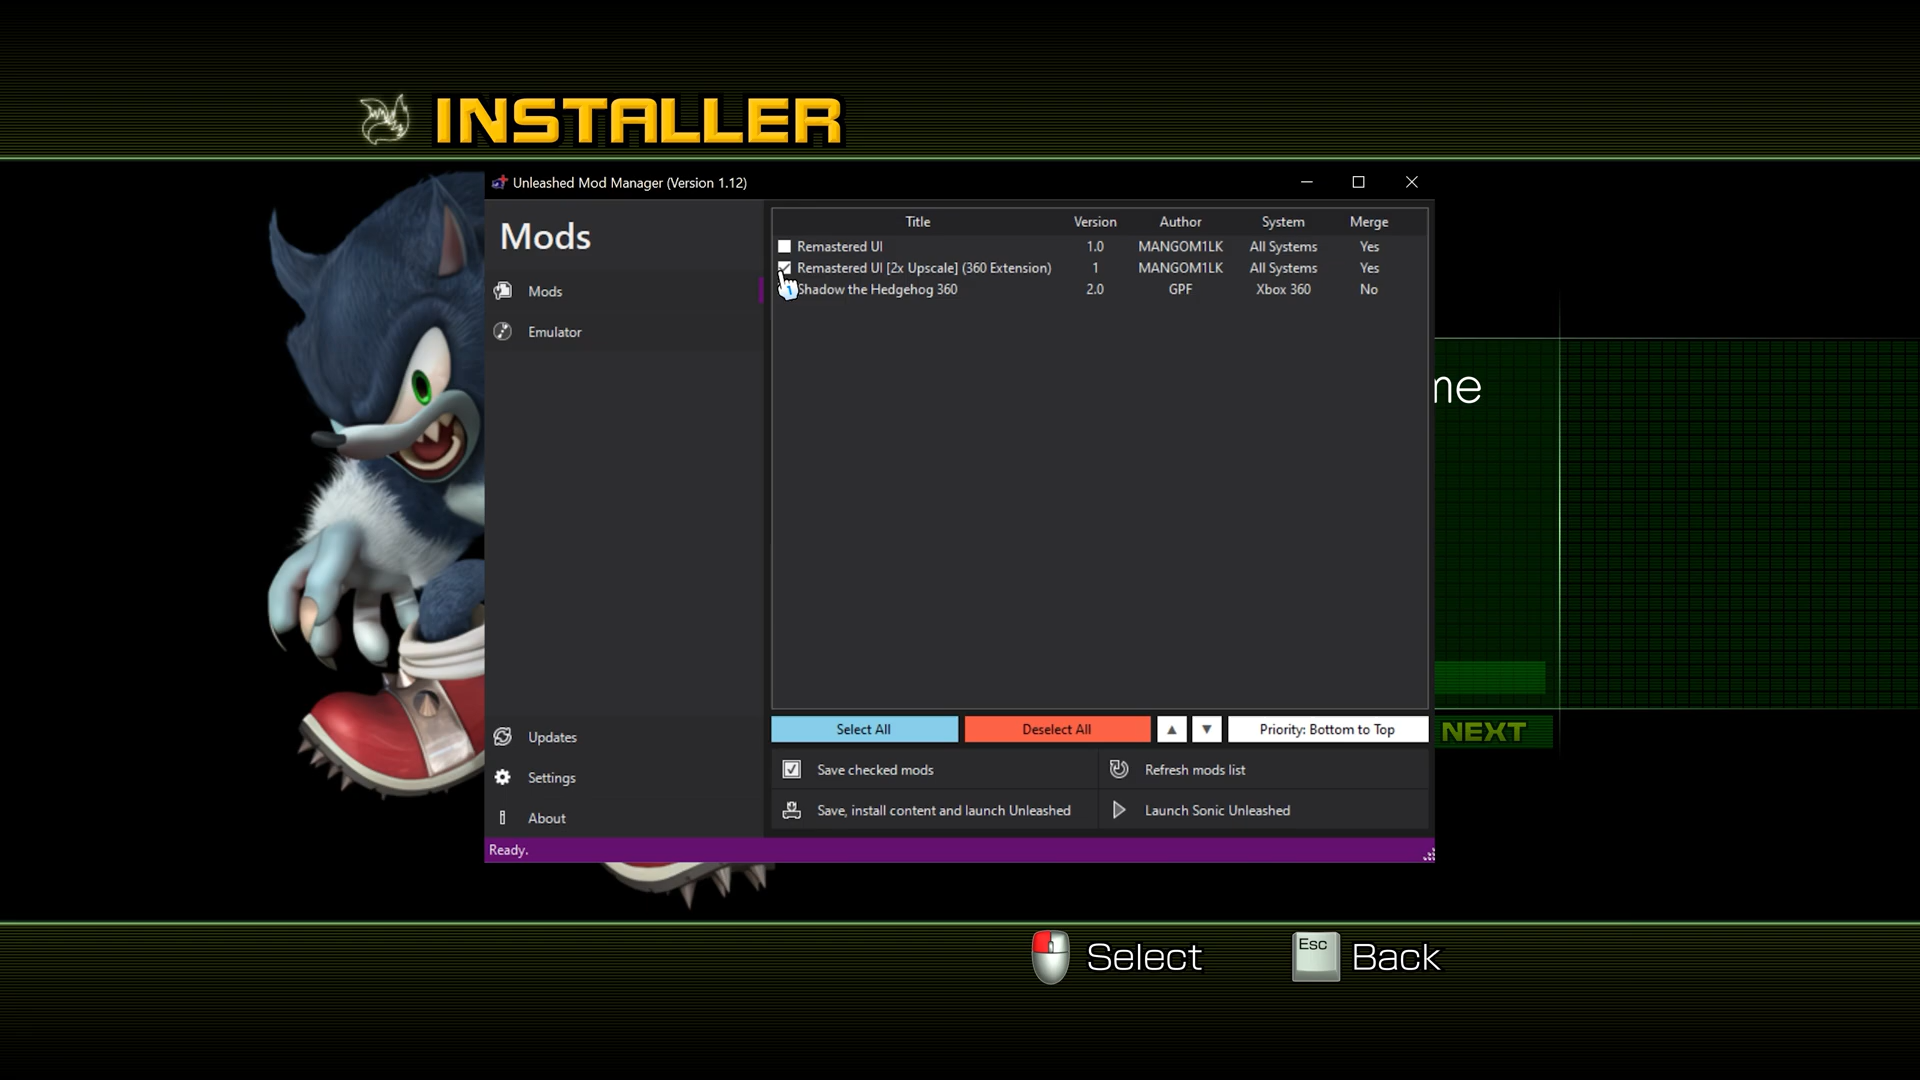 INSTALLER
Unleashed Mod Manager (Version 1.12)
Mods
Mods
Emulator
Updates
Settings
About
Title Version Author System Merge
Remastered UI 1.0 MANGOM1LK All Systems Yes
Remastered UI [2x Upscale] (360 Extension) 1 MANGOM1LK All Systems Yes
Shadow the Hedgehog 360 2.0 GPF Xbox 360 No
Select All Deselect All ▲ ▼ Priority: Bottom to Top
Save checked mods Refresh mods list
Save, install content and launch Unleashed Launch Sonic Unleashed
Ready.
me
NEXT
Select Esc Back